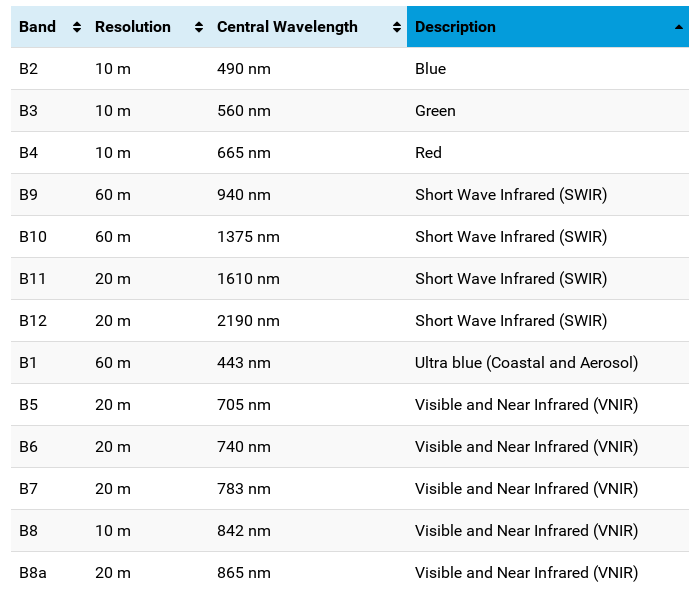 Band Resolution Central Wavelength Description
B2 10 m 490 nm Blue
B3 10 m 560 nm Green
B4 10 m 665 nm Red
B9 60 m 940 nm Short Wave Infrared (SWIR)
B10 60 m 1375 nm Short Wave Infrared (SWIR)
B11 20 m 1610 nm Short Wave Infrared (SWIR)
B12 20 m 2190 nm Short Wave Infrared (SWIR)
B1 60 m 443 nm Ultra blue (Coastal and Aerosol)
B5 20 m 705 nm Visible and Near Infrared (VNIR)
B6 20 m 740 nm Visible and Near Infrared (VNIR)
B7 20 m 783 nm Visible and Near Infrared (VNIR)
B8 10 m 842 nm Visible and Near Infrared (VNIR)
B8a 20 m 865 nm Visible and Near Infrared (VNIR)